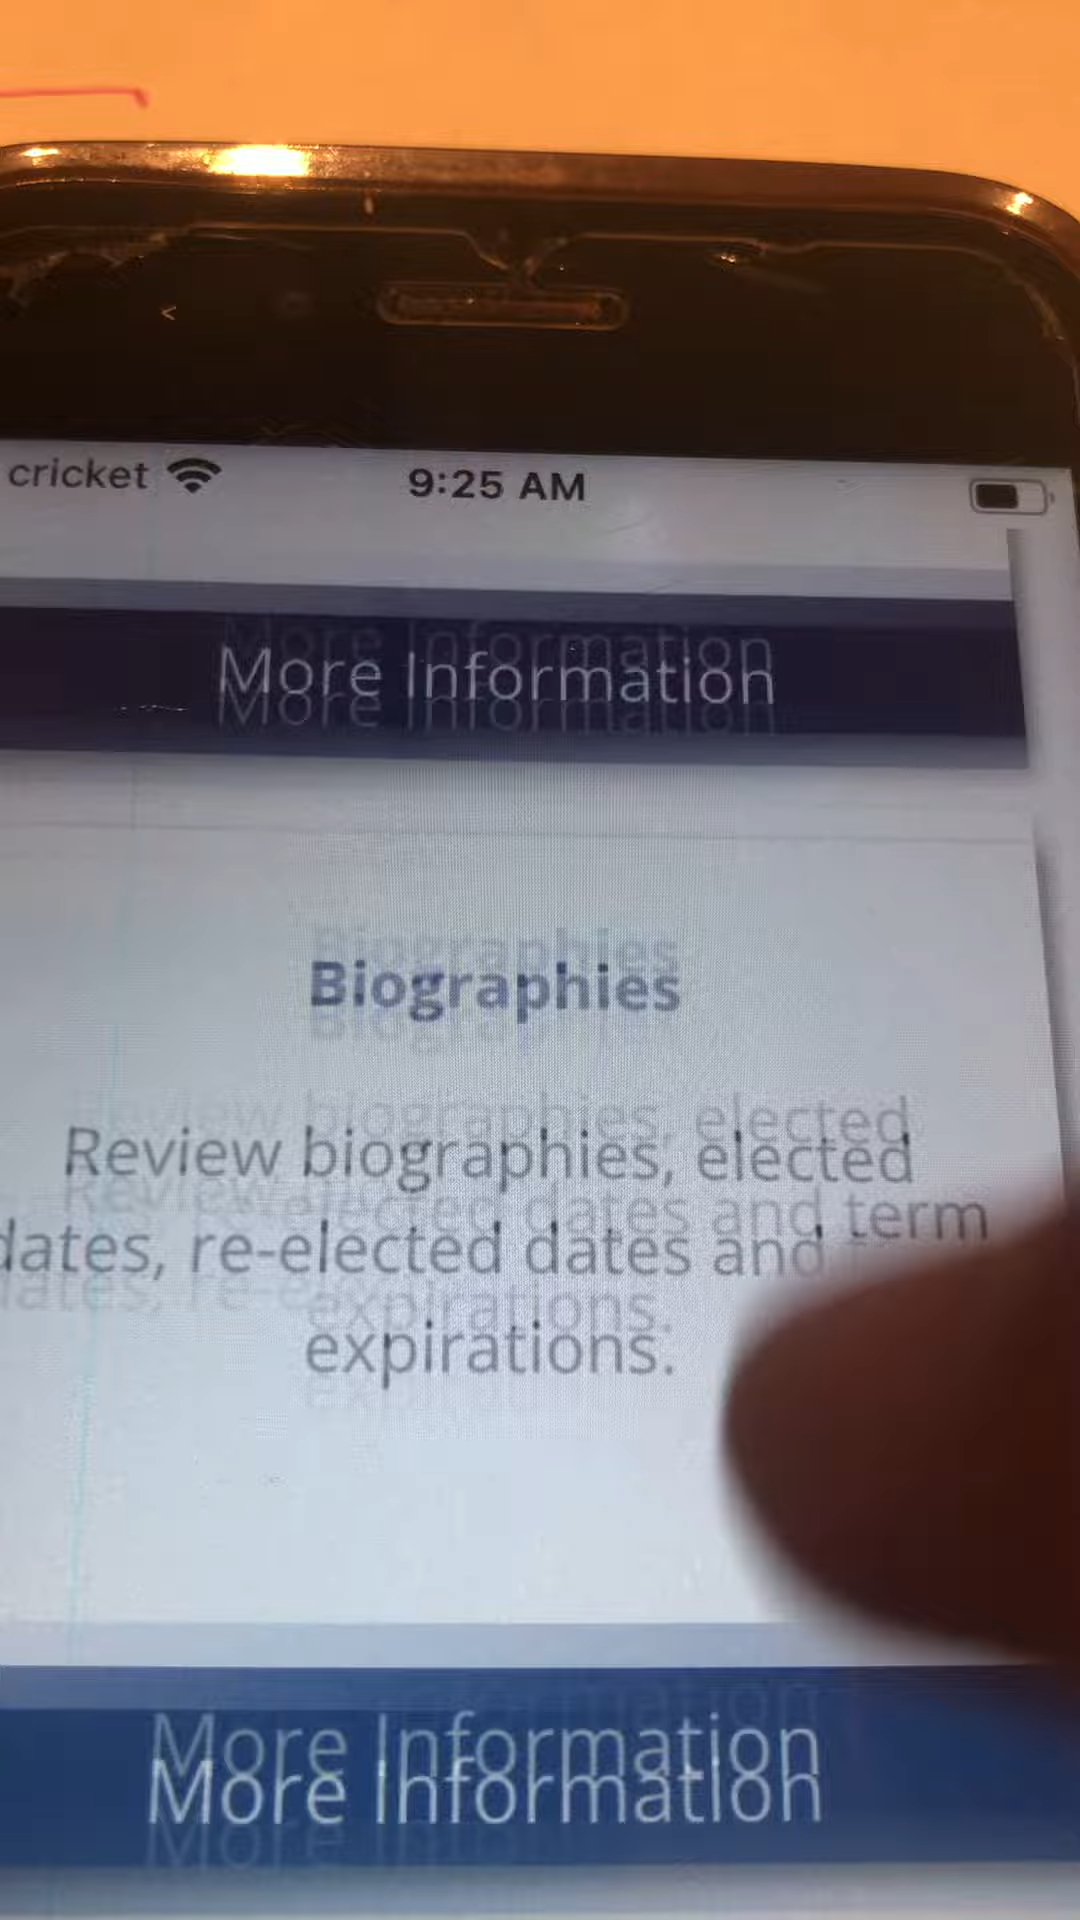 cricket 9:25 AM
More Information
Biographies
Review biographies, elected
dates, re-elected dates and term
expirations.
More Information